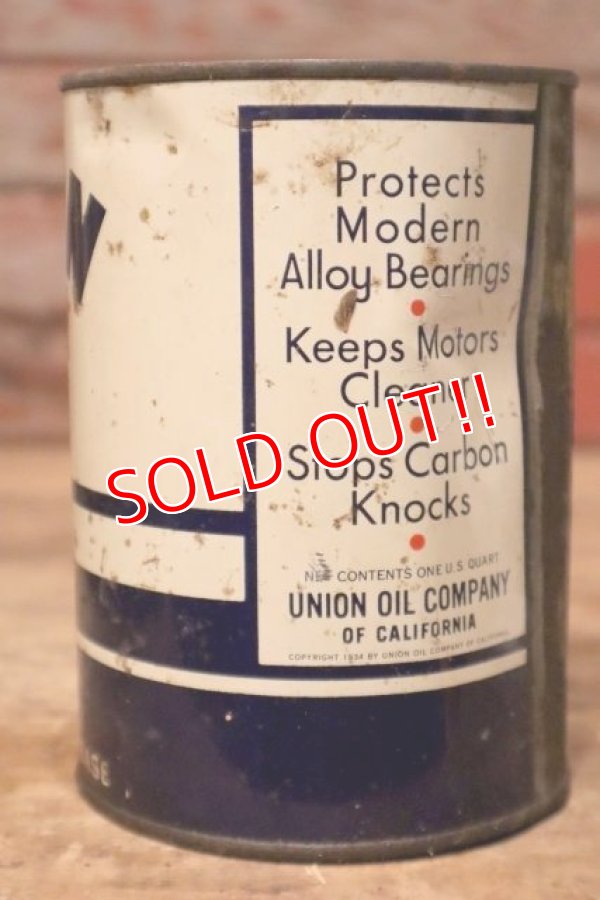 Protects
Modern
Alloy Bearings
Keeps Motors
Cleaner
SOLD OUT!!
Stops Carbon
Knocks
NET CONTENTS ONE U.S. QUART
UNION OIL COMPANY
OF CALIFORNIA
COPYRIGHT 1934 BY UNION OIL COMPANY OF CALIFORNIA